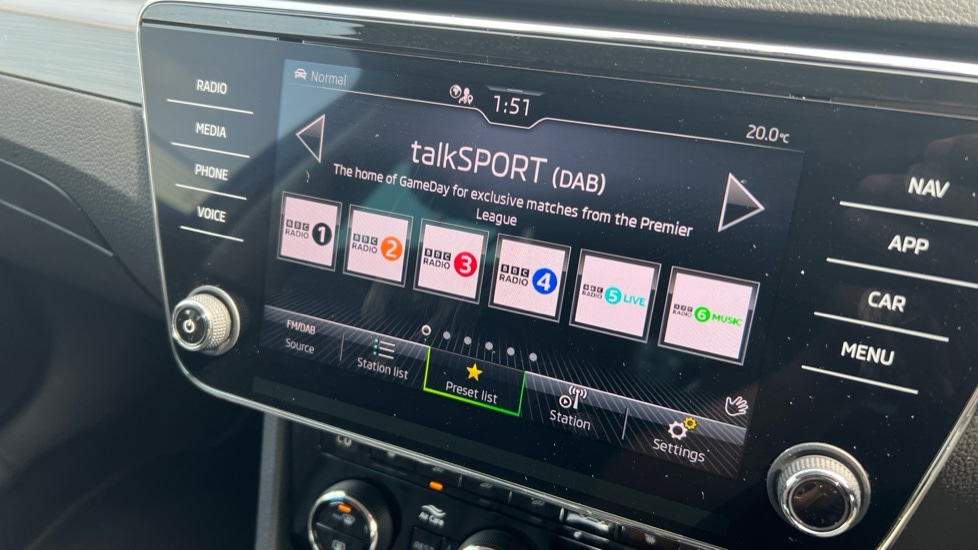 RADIO
MEDIA
PHONE
VOICE
Normal
1:51
20.0°C
talkSPORT (DAB)
The home of GameDay for exclusive matches from the Premier
League
BBC
RADIO 1
BBC
RADIO 2
BBC
RADIO 3
BBC
RADIO 4
BBC
RADIO 5 LIVE
BBC
RADIO 6 MUSIC
FM/DAB
Source
Station list
Preset list
Station
Settings
NAV
APP
CAR
MENU
Air Care